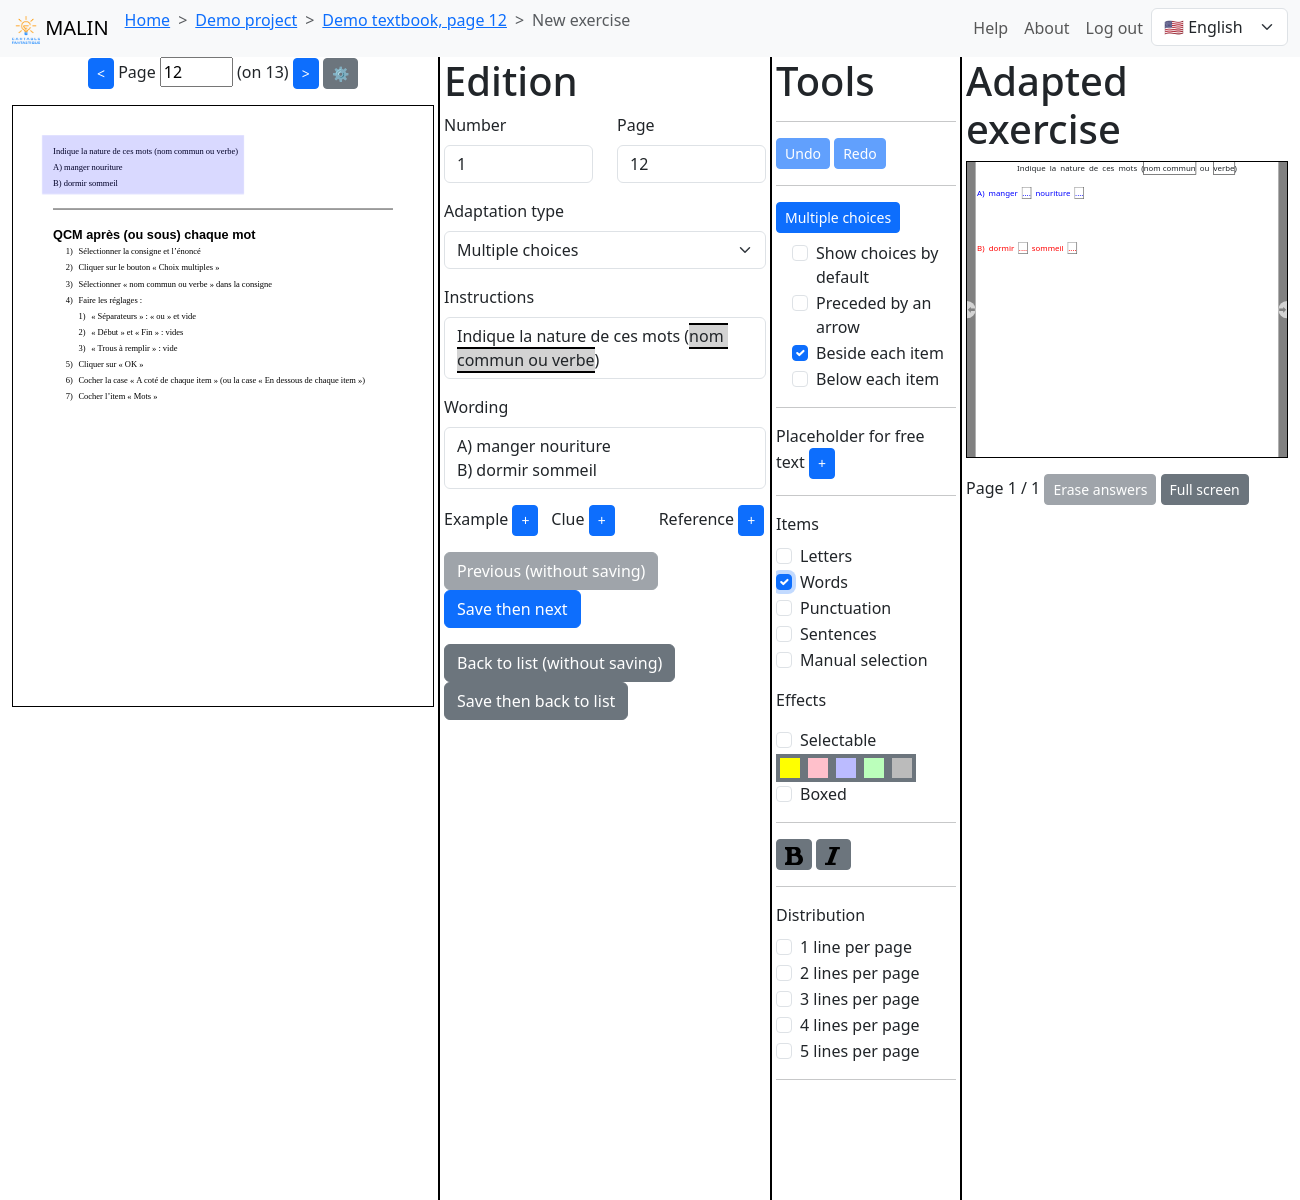 MALIN
Home > Demo project > Demo textbook, page 12 > New exercise
Help About Log out 🇺🇸 English
< Page 12 (on 13) > ⚙️
Indique la nature de ces mots (nom commun ou verbe)
A) manger nouriture
B) dormir sommeil
QCM après (ou sous) chaque mot
1) Sélectionner la consigne et l'énoncé
2) Cliquer sur le bouton « Choix multiples »
3) Sélectionner « nom commun ou verbe » dans la consigne
4) Faire les réglages :
1) « Séparateurs » : « ou » et vide
2) « Début » et « Fin » : vides
3) « Trous à remplir » : vide
5) Cliquer sur « OK »
6) Cocher la case « A coté de chaque item » (ou la case « En dessous de chaque item »)
7) Cocher l'item « Mots »
Edition
Number Page
1 12
Adaptation type
Multiple choices
Instructions
Indique la nature de ces mots (nom
commun ou verbe)
Wording
A) manger nouriture
B) dormir sommeil
Example + Clue + Reference +
Previous (without saving)
Save then next
Back to list (without saving)
Save then back to list
Tools
Undo Redo
Multiple choices
Show choices by
default
Preceded by an
arrow
Beside each item
Below each item
Placeholder for free
text +
Items
Letters
Words
Punctuation
Sentences
Manual selection
Effects
Selectable
Boxed
B I
Distribution
1 line per page
2 lines per page
3 lines per page
4 lines per page
5 lines per page
Adapted
exercise
Indique la nature de ces mots (nom commun ou verbe)
A) manger .... nouriture ....
B) dormir .... sommeil ....
Page 1 / 1 Erase answers Full screen